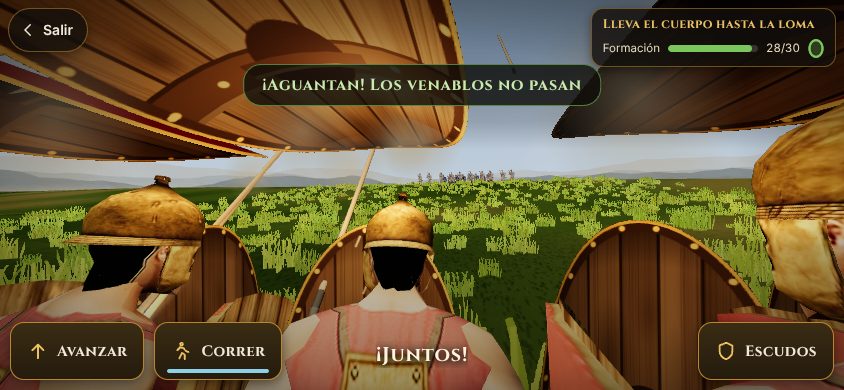 Salir
Lleva el cuerpo hasta la loma
Formación 28/30
¡Aguantan! Los venablos no pasan
Avanzar
Correr
¡Juntos!
Escudos